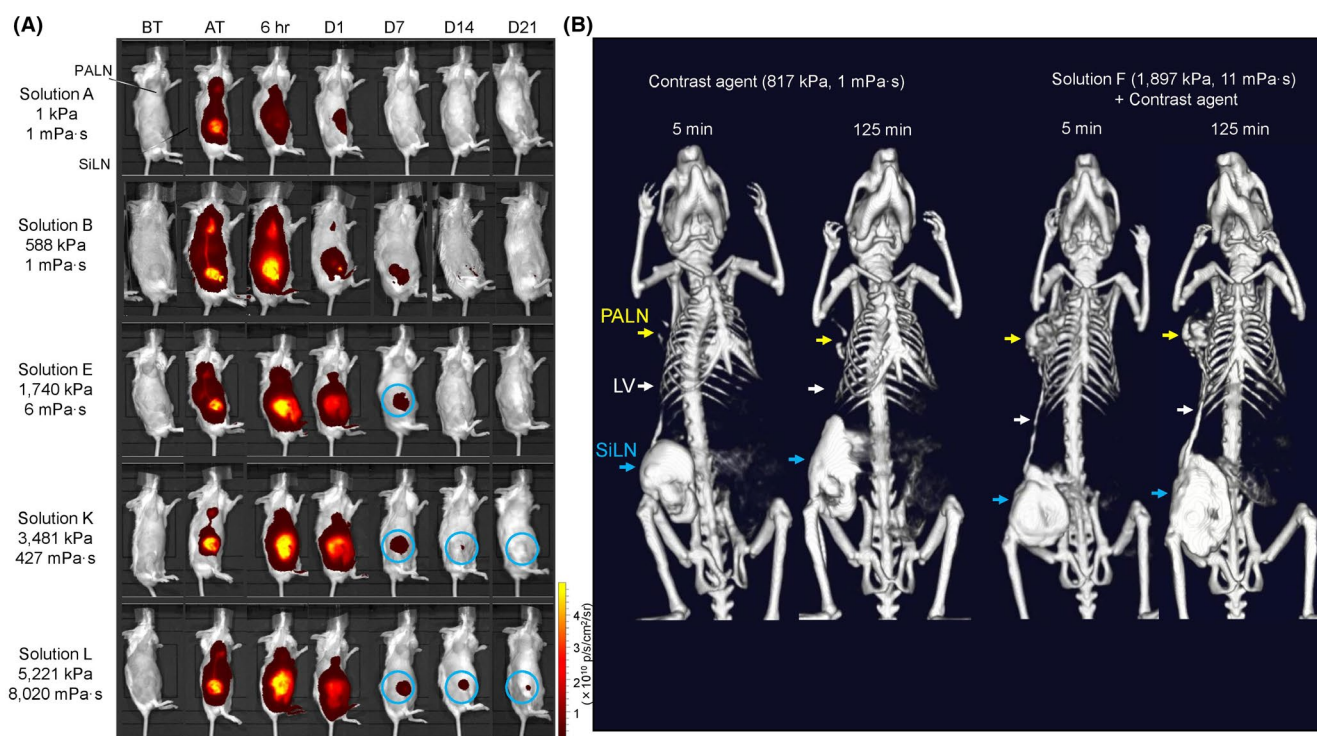 (A)
BT AT 6 hr D1 D7 D14 D21
PALN
Solution A
1 kPa
1 mPa·s
SiLN
Solution B
588 kPa
1 mPa·s
Solution E
1,740 kPa
6 mPa·s
Solution K
3,481 kPa
427 mPa·s
Solution L
5,221 kPa
8,020 mPa·s
4
3
2
1
(× 10¹⁰ p/s/cm²/sr)
(B)
Contrast agent (817 kPa, 1 mPa·s)
Solution F (1,897 kPa, 11 mPa·s)
+ Contrast agent
5 min 125 min 5 min 125 min
PALN
LV
SiLN